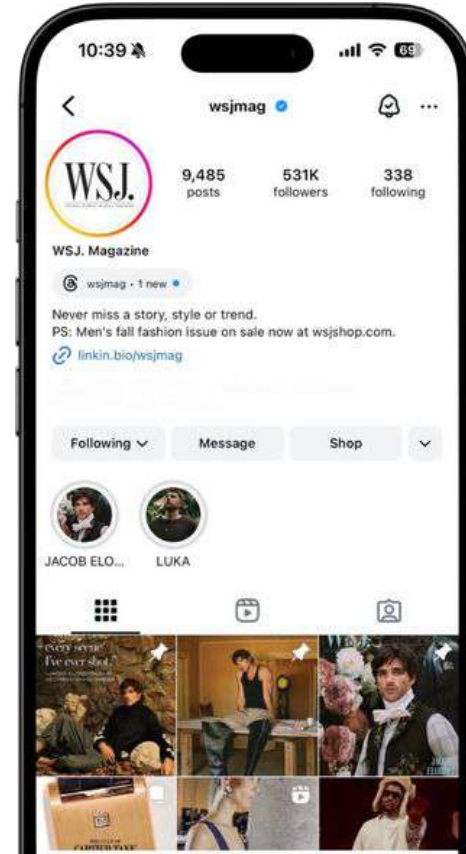 10:39
69
wsjmag
WSJ.
9,485 531K 338
posts followers following
WSJ. Magazine
wsjmag • 1 new
Never miss a story, style or trend.
PS: Men's fall fashion issue on sale now at wsjshop.com.
linkin.bio/wsjmag
Following Message Shop
JACOB ELO... LUKA
every scene
I've ever shot."